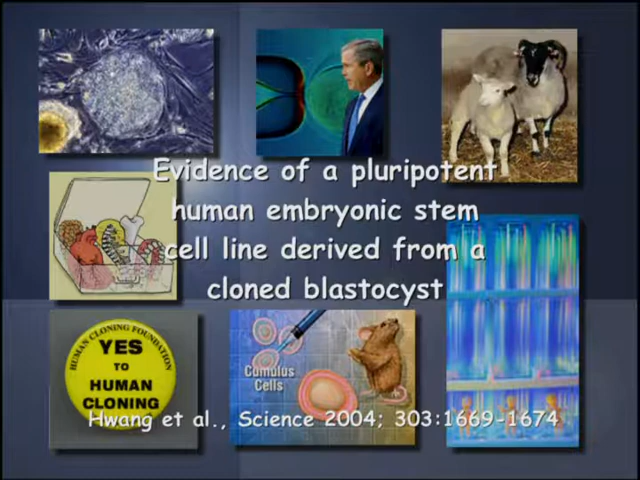 Evidence of a pluripotent
human embryonic stem
cell line derived from a
cloned blastocyst
HUMAN CLONING FOUNDATION
YES
TO
HUMAN
CLONING
Cumulus
Cells
Hwang et al., Science 2004; 303:1669-1674